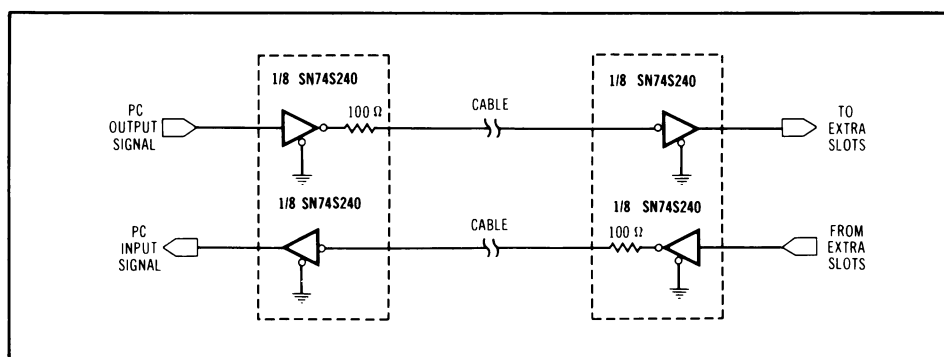 1/8 SN74S240
1/8 SN74S240
PC
OUTPUT
SIGNAL
100 Ω
CABLE
TO
EXTRA
SLOTS
1/8 SN74S240
1/8 SN74S240
PC
INPUT
SIGNAL
CABLE
100 Ω
FROM
EXTRA
SLOTS